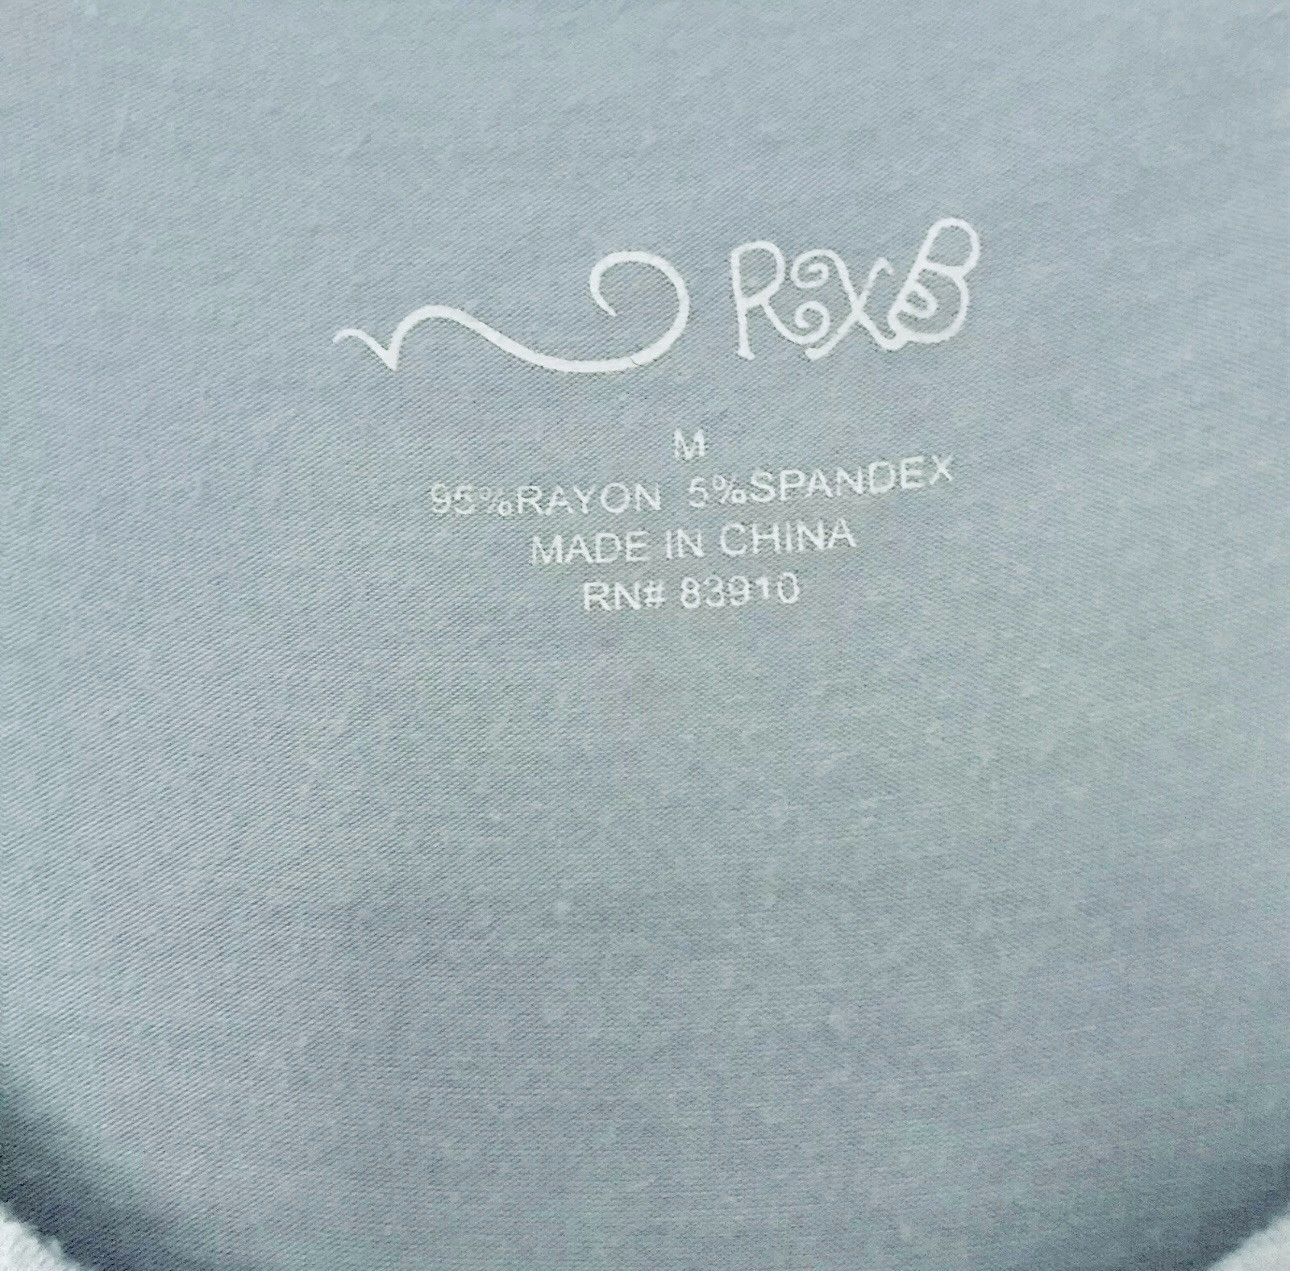 RXB
M
95%RAYON 5%SPANDEX
MADE IN CHINA
RN# 83910